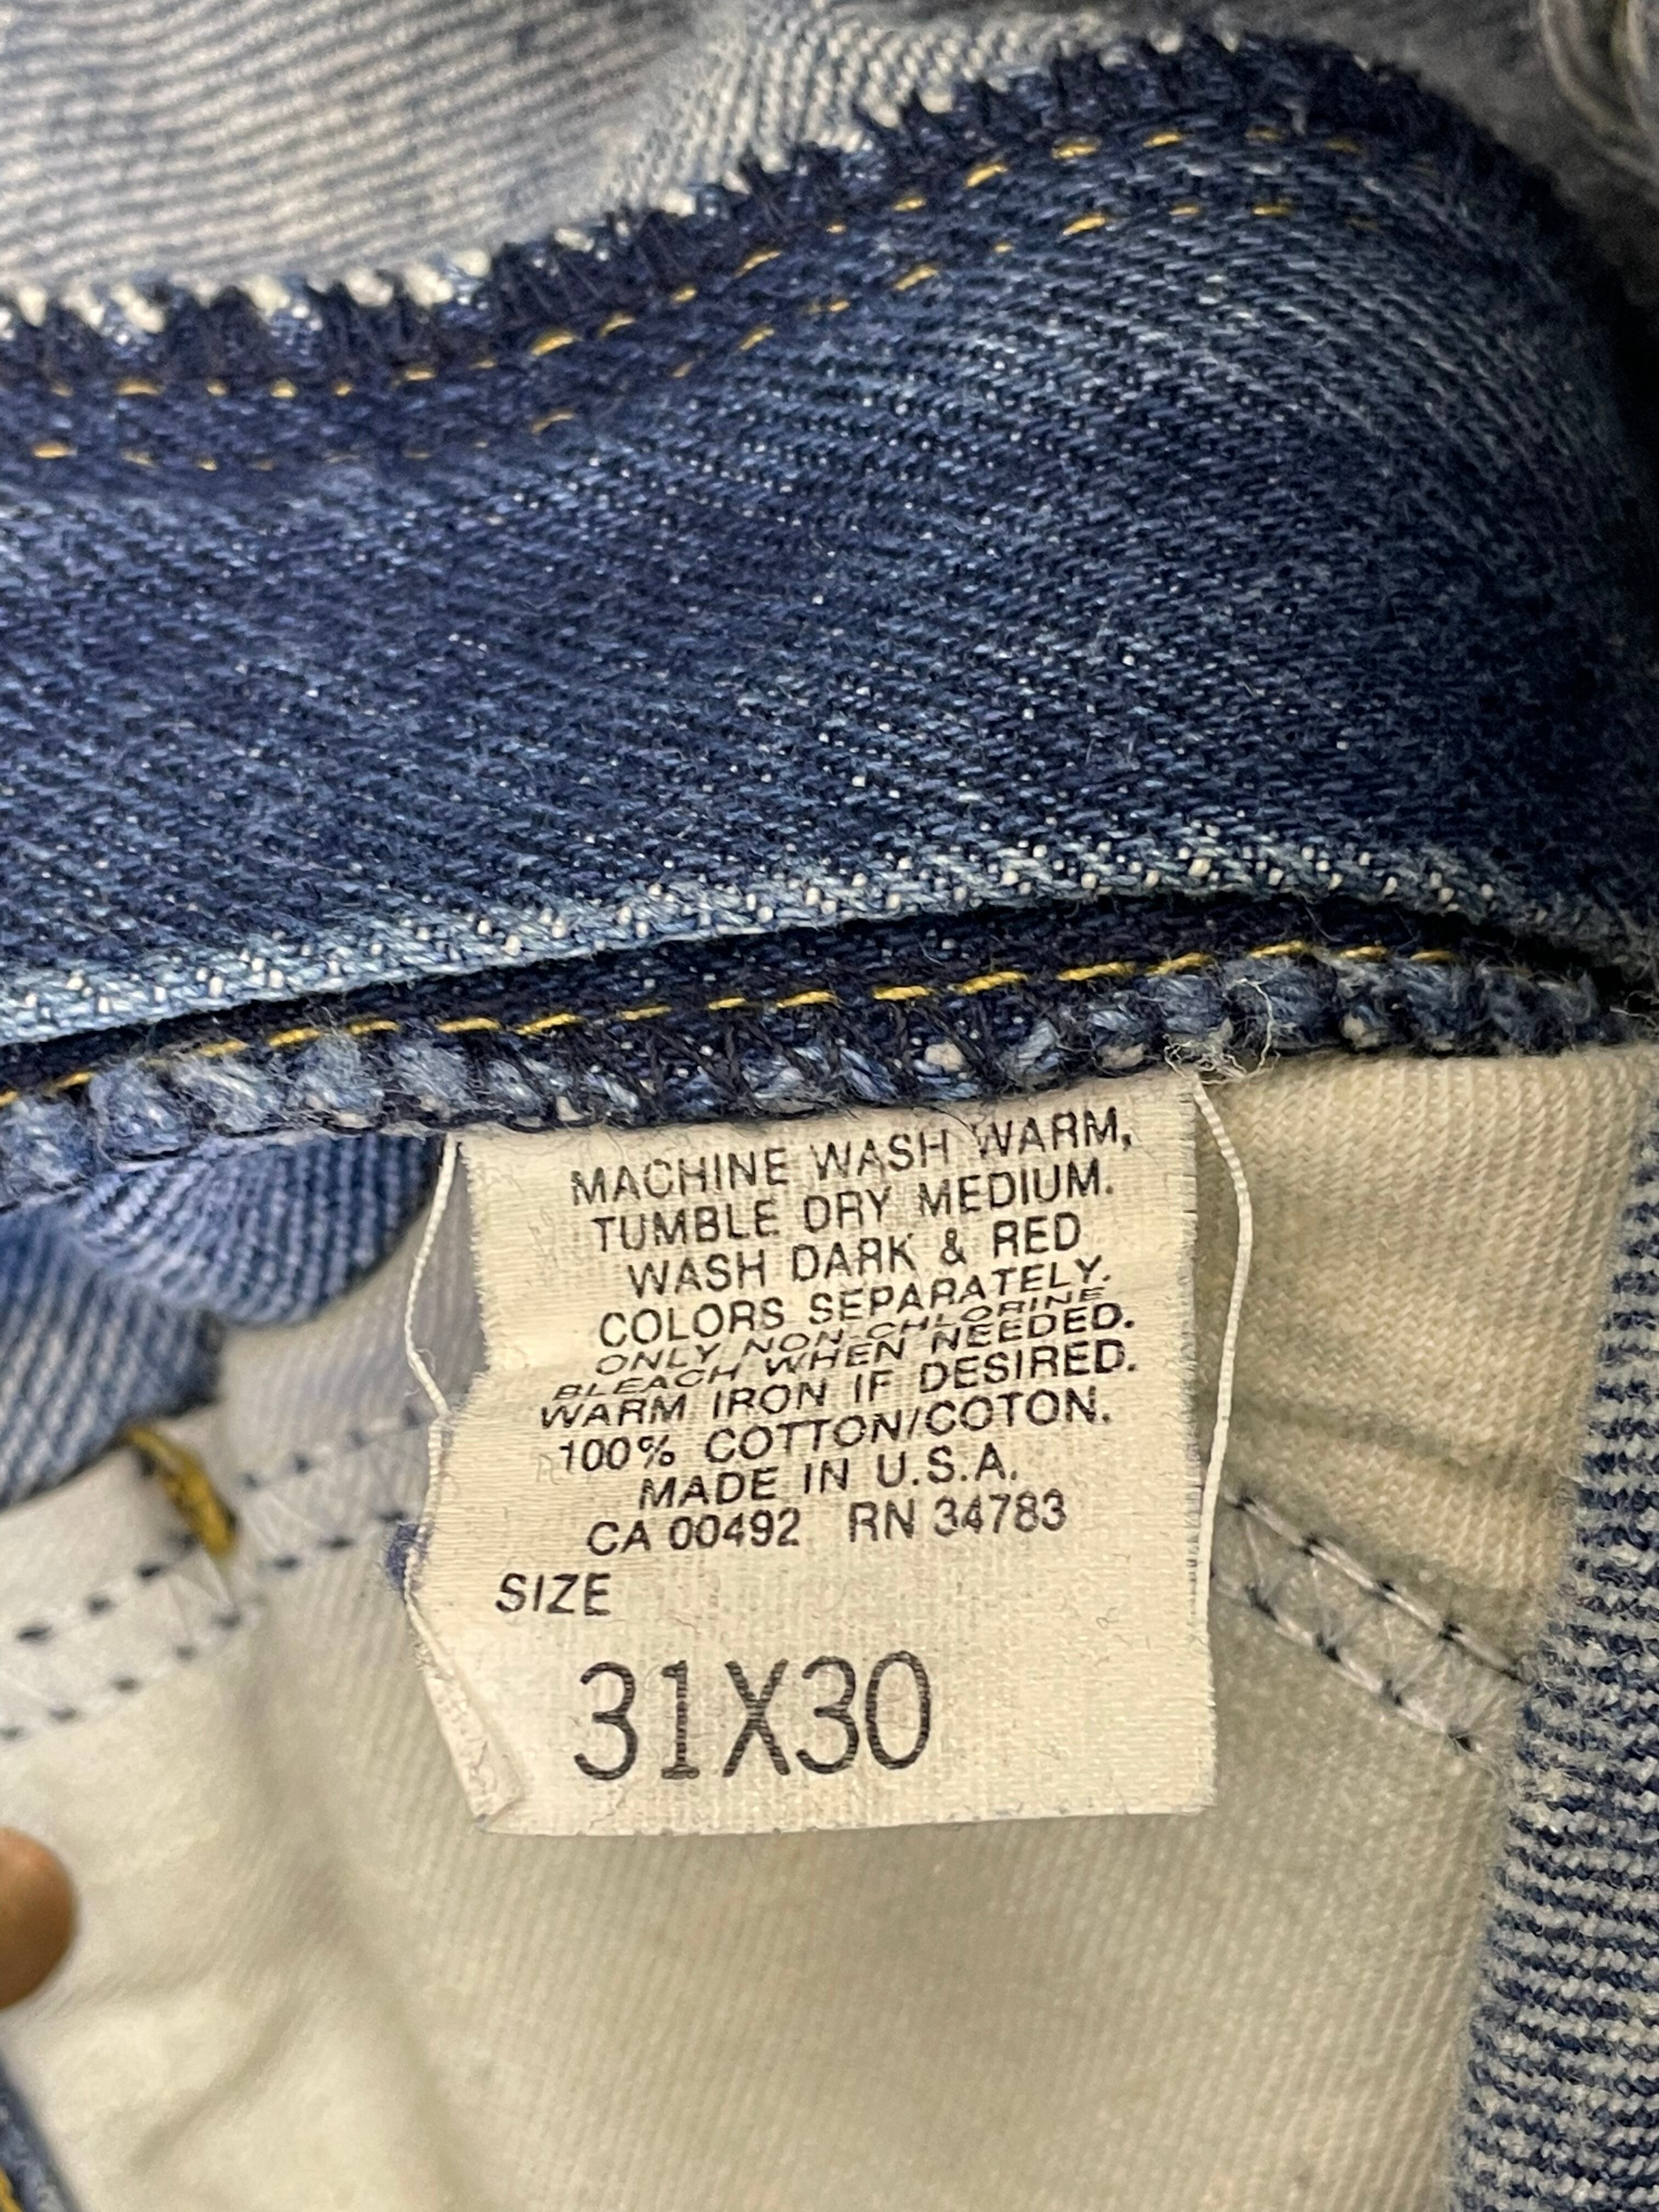 MACHINE WASH WARM,
TUMBLE DRY MEDIUM.
WASH DARK & RED
COLORS SEPARATELY.
ONLY NON-CHLORINE
BLEACH WHEN NEEDED.
WARM IRON IF DESIRED.
100% COTTON/COTON.
MADE IN U.S.A.
CA 00492 RN 34783
SIZE
31X30